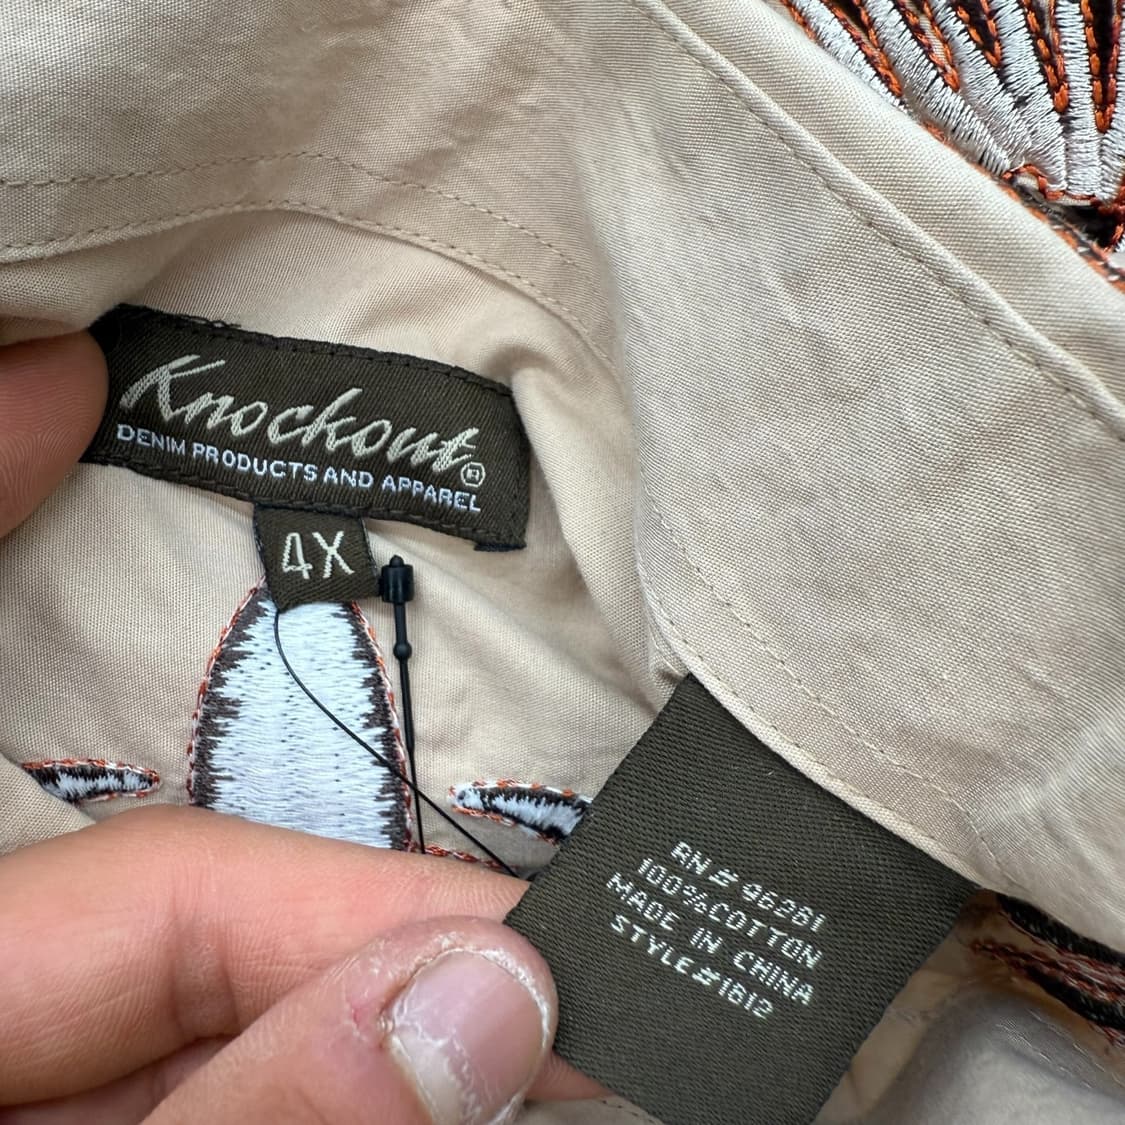 Knockout®
DENIM PRODUCTS AND APPAREL
4X
RN# 96281
100%COTTON
MADE IN CHINA
STYLE#1812